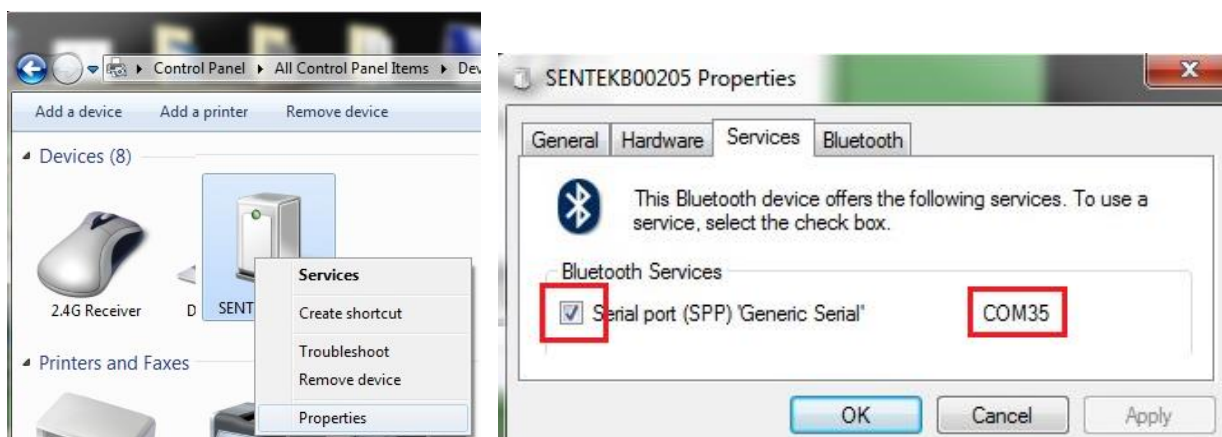 Control Panel ▸ All Control Panel Items ▸ Dev
Add a device Add a printer Remove device
Devices (8)
2.4G Receiver
D
SENT
Services
Create shortcut
Troubleshoot
Remove device
Properties
Printers and Faxes
SENTEKB00205 Properties
General Hardware Services Bluetooth
This Bluetooth device offers the following services. To use a
service, select the check box.
Bluetooth Services
Serial port (SPP) 'Generic Serial' COM35
OK Cancel Apply